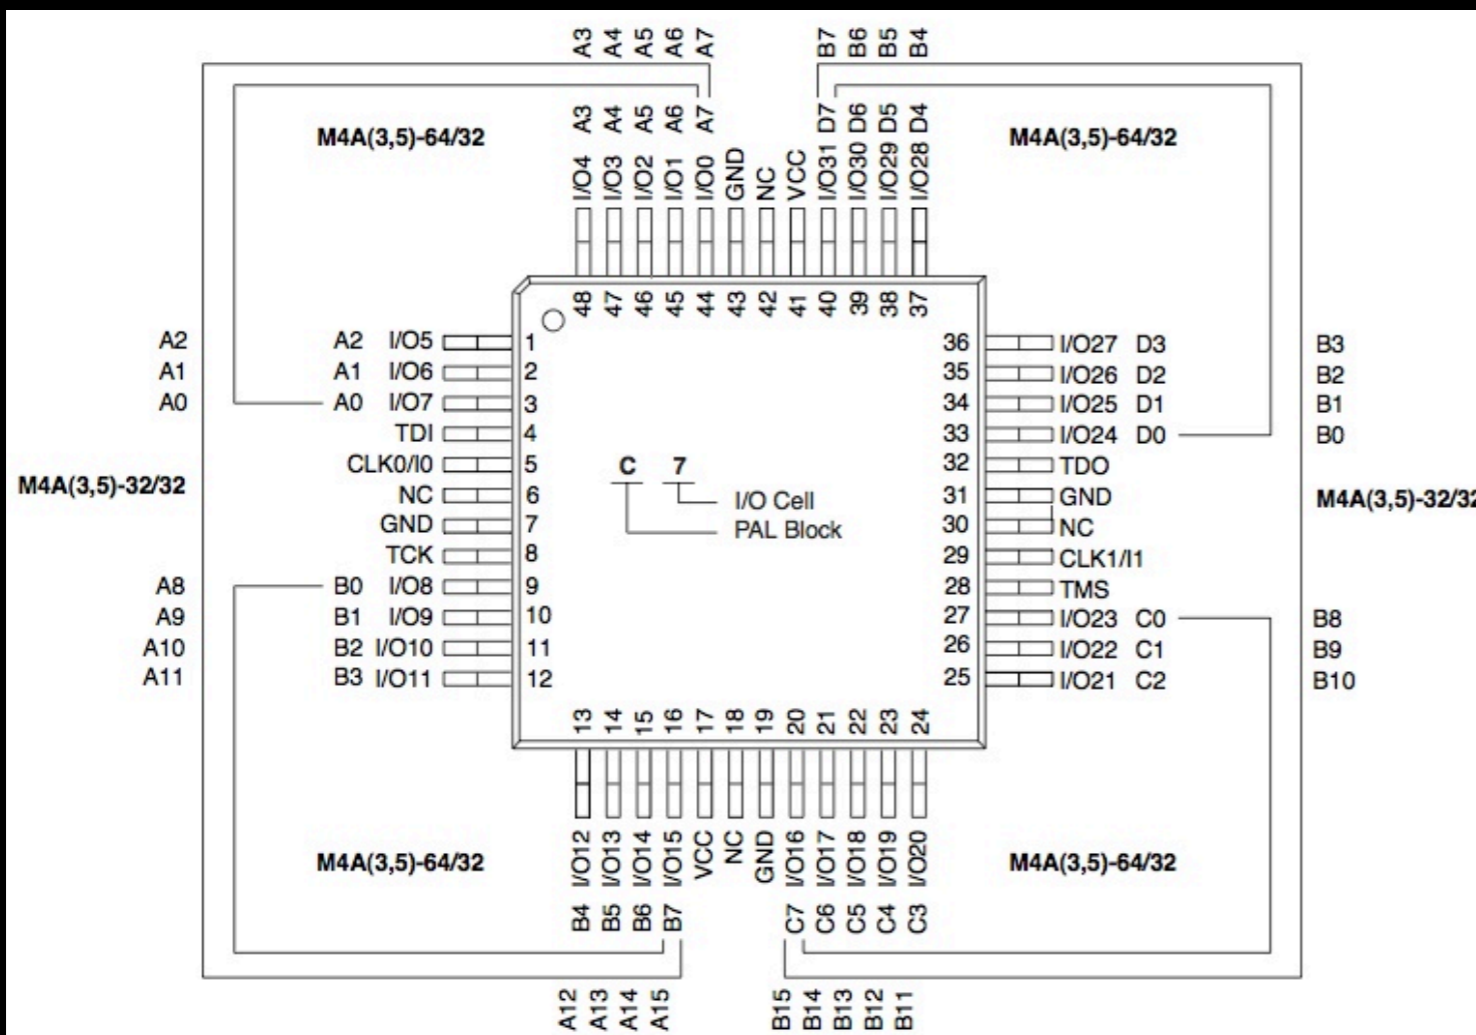 A3 A4 A5 A6 A7 B7 B6 B5 B4
M4A(3,5)-64/32 A3 A4 A5 A6 A7 D7 D6 D5 D4 M4A(3,5)-64/32
I/O4 I/O3 I/O2 I/O1 I/O0 GND NC VCC I/O31 I/O30 I/O29 I/O28
48 47 46 45 44 43 42 41 40 39 38 37
A2 A2 I/O5 1 36 I/O27 D3 B3
A1 A1 I/O6 2 35 I/O26 D2 B2
A0 A0 I/O7 3 34 I/O25 D1 B1
TDI 4 33 I/O24 D0 B0
CLK0/I0 5 C 7 32 TDO
M4A(3,5)-32/32 NC 6 I/O Cell 31 GND M4A(3,5)-32/32
GND 7 PAL Block 30 NC
TCK 8 29 CLK1/I1
A8 B0 I/O8 9 28 TMS
A9 B1 I/O9 10 27 I/O23 C0 B8
A10 B2 I/O10 11 26 I/O22 C1 B9
A11 B3 I/O11 12 25 I/O21 C2 B10
13 14 15 16 17 18 19 20 21 22 23 24
M4A(3,5)-64/32 I/O12 I/O13 I/O14 I/O15 VCC NC GND I/O16 I/O17 I/O18 I/O19 I/O20 M4A(3,5)-64/32
B4 B5 B6 B7 C7 C6 C5 C4 C3
A12 A13 A14 A15 B15 B14 B13 B12 B11